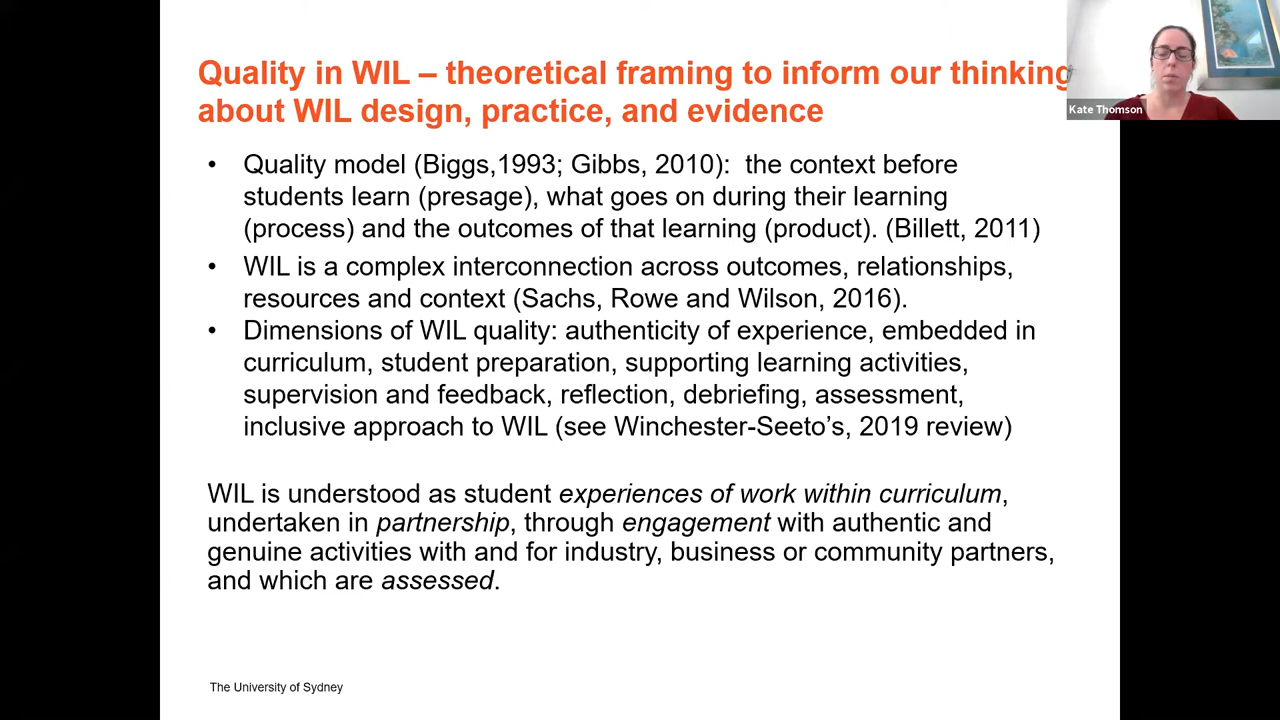 Quality in WIL – theoretical framing to inform our thinking
about WIL design, practice, and evidence
Kate Thomson
• Quality model (Biggs,1993; Gibbs, 2010):  the context before
students learn (presage), what goes on during their learning
(process) and the outcomes of that learning (product). (Billett, 2011)
• WIL is a complex interconnection across outcomes, relationships,
resources and context (Sachs, Rowe and Wilson, 2016).
• Dimensions of WIL quality: authenticity of experience, embedded in
curriculum, student preparation, supporting learning activities,
supervision and feedback, reflection, debriefing, assessment,
inclusive approach to WIL (see Winchester-Seeto’s, 2019 review)
WIL is understood as student experiences of work within curriculum,
undertaken in partnership, through engagement with authentic and
genuine activities with and for industry, business or community partners,
and which are assessed.
The University of Sydney